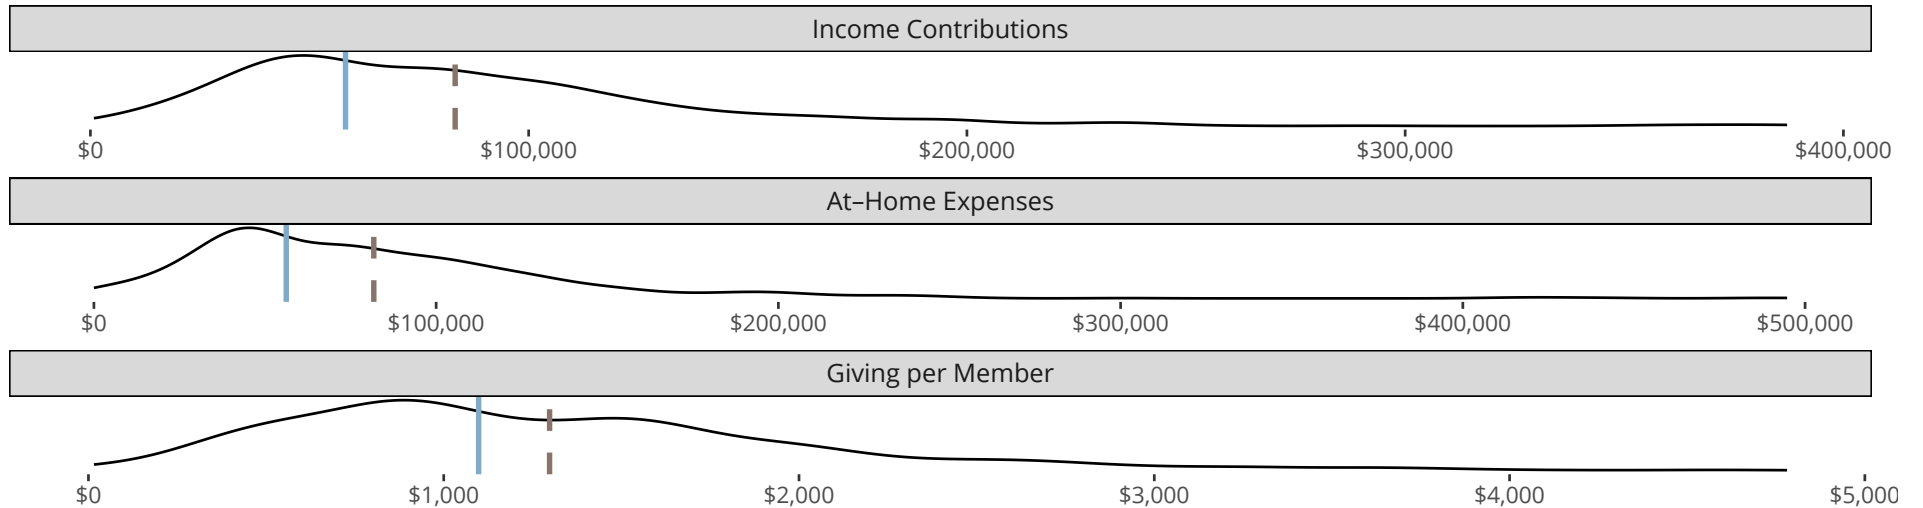 Income Contributions
$0 $100,000 $200,000 $300,000 $400,000
At–Home Expenses
$0 $100,000 $200,000 $300,000 $400,000 $500,000
Giving per Member
$0 $1,000 $2,000 $3,000 $4,000 $5,000